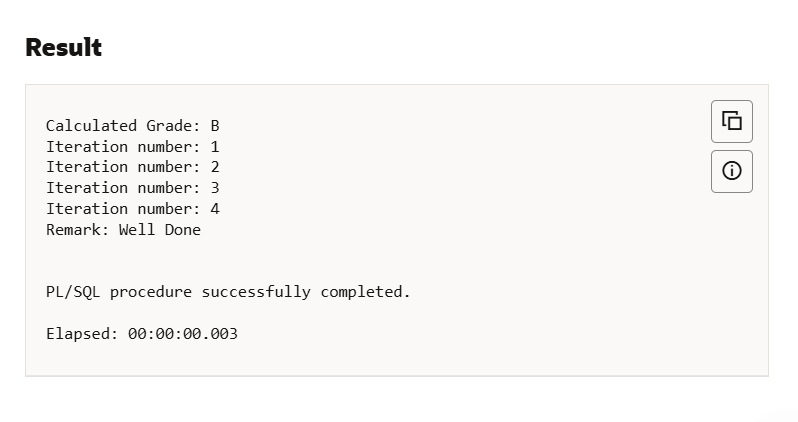 Result
Calculated Grade: B
Iteration number: 1
Iteration number: 2
Iteration number: 3
Iteration number: 4
Remark: Well Done
PL/SQL procedure successfully completed.
Elapsed: 00:00:00.003